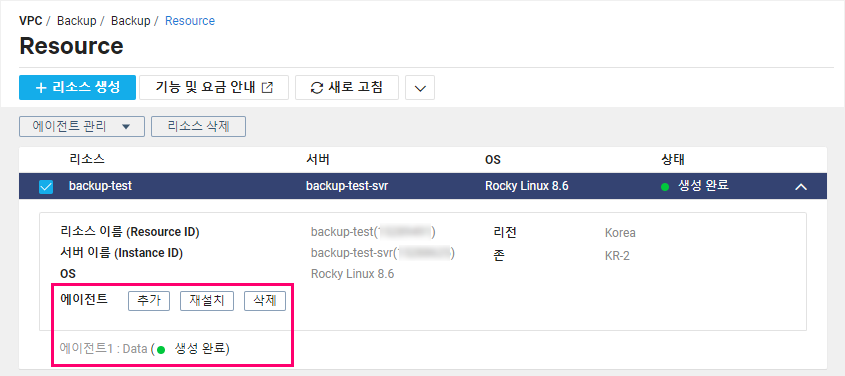 VPC / Backup / Backup / Resource
Resource
+ 리소스 생성 기능 및 요금 안내 새로 고침
에이전트 관리 리소스 삭제
리소스 서버 OS 상태
backup-test backup-test-svr Rocky Linux 8.6 생성 완료
리소스 이름 (Resource ID) backup-test( ) 리전 Korea
서버 이름 (Instance ID) backup-test-svr( ) 존 KR-2
OS Rocky Linux 8.6
에이전트 추가 재설치 삭제
에이전트1 : Data ( 생성 완료)